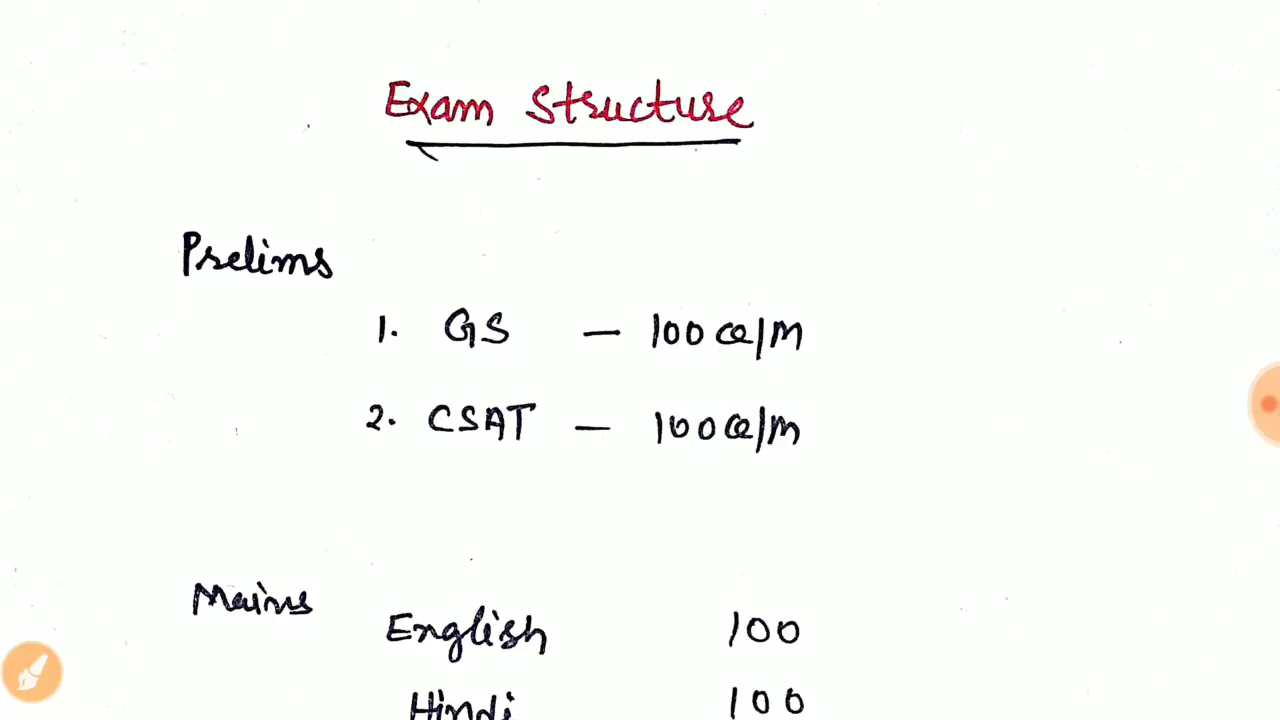 Exam Structure
Prelims
1. GS – 100 Q/M
2. CSAT – 100 Q/M
Mains
English 100
Hindi 100